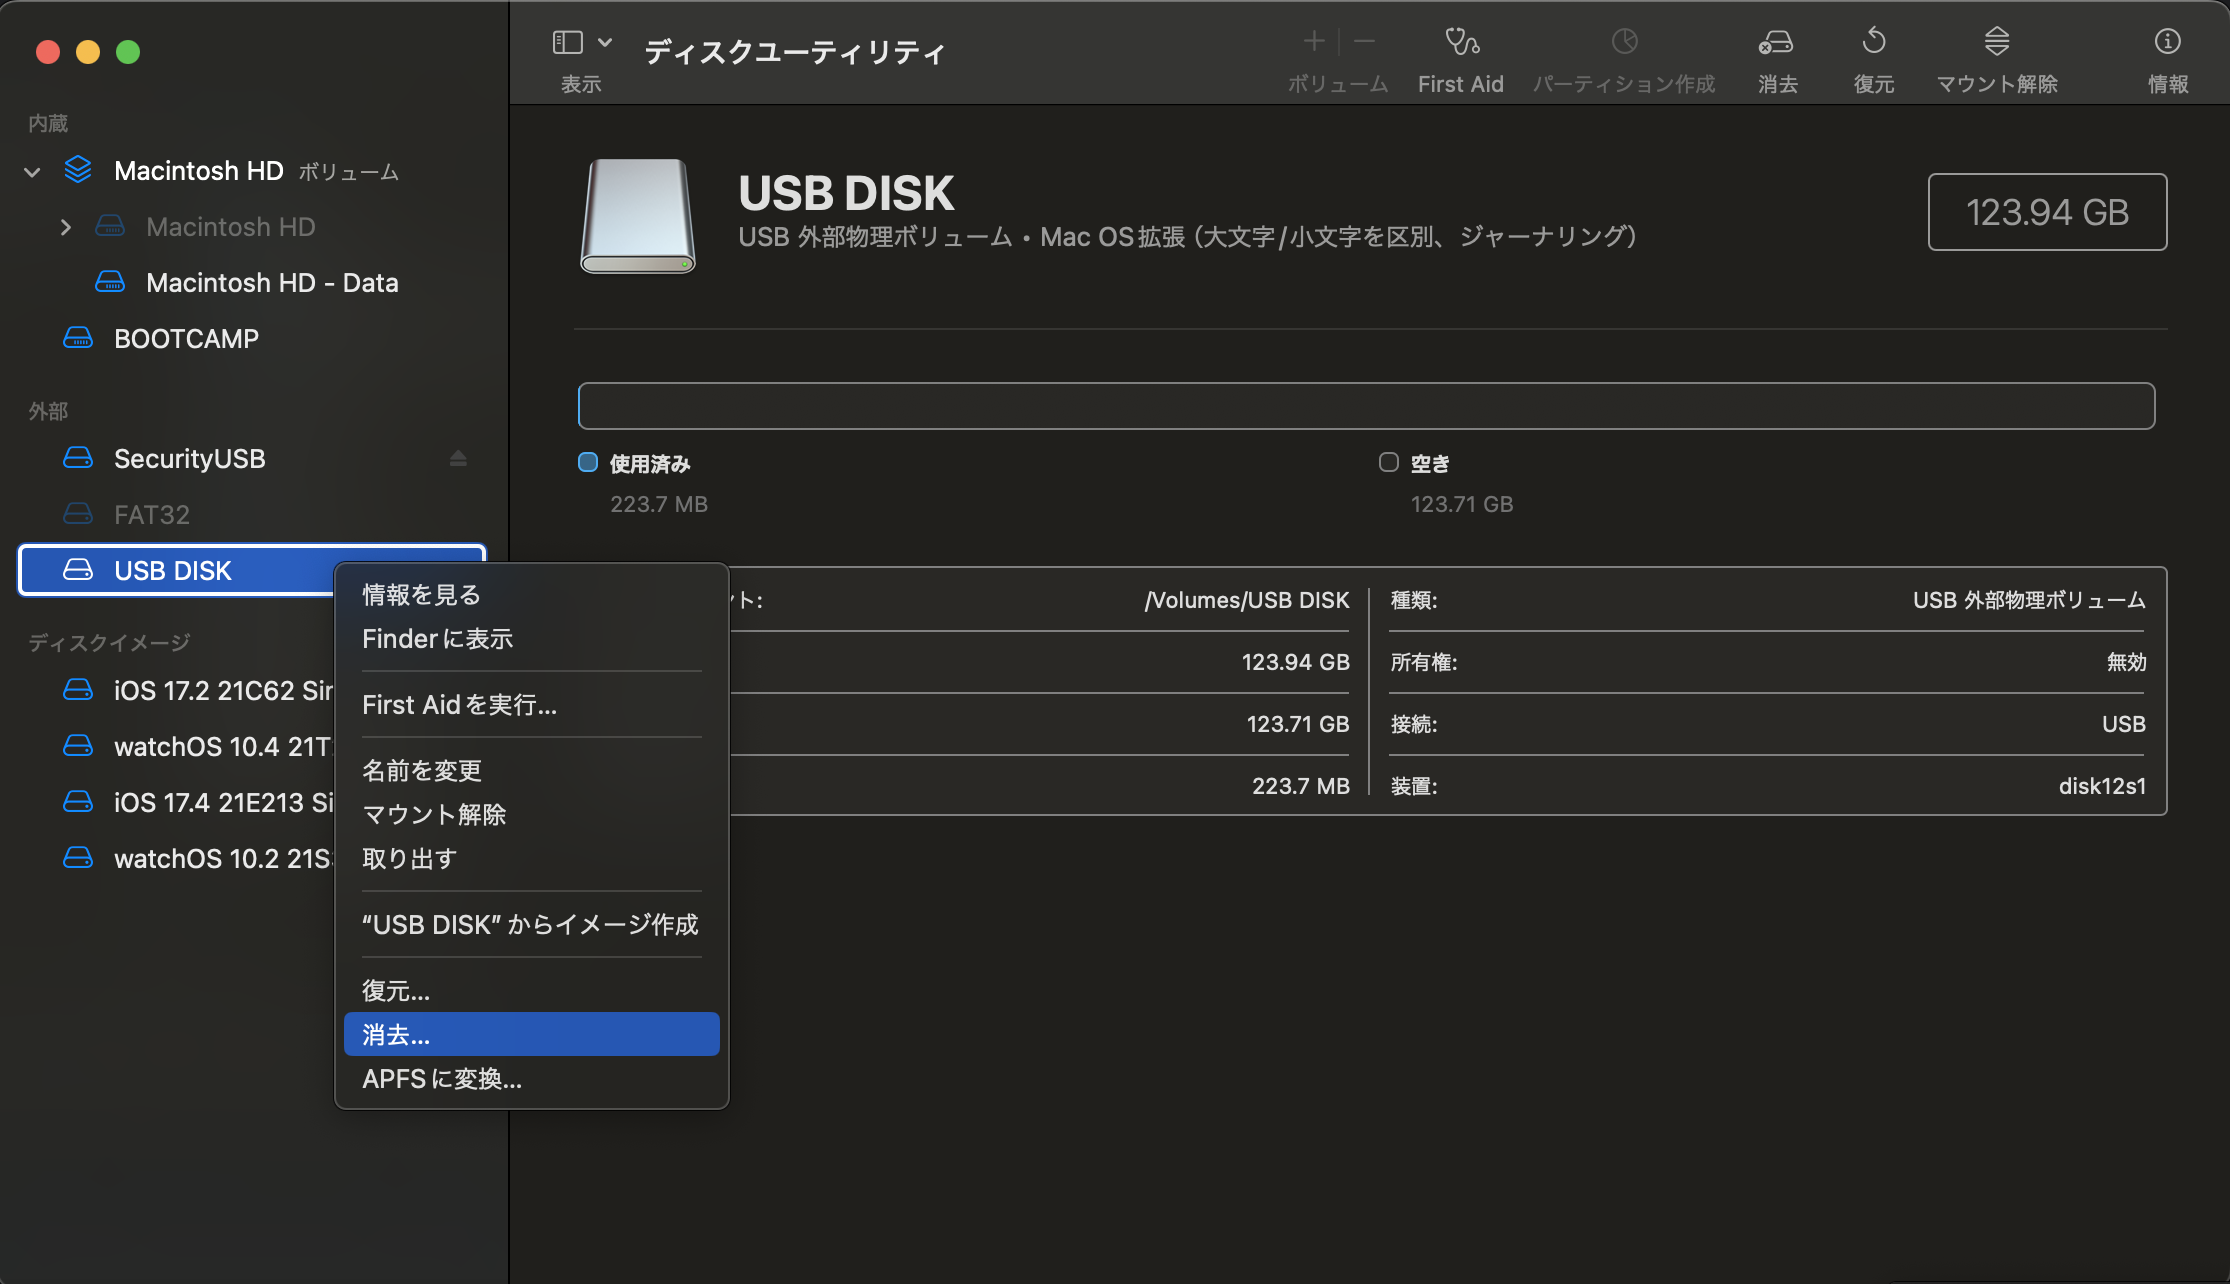 ディスクユーティリティ
表示
ボリューム
First Aid
パーティション作成
消去
復元
マウント解除
情報
内蔵
Macintosh HD ボリューム
Macintosh HD
Macintosh HD - Data
BOOTCAMP
外部
SecurityUSB
FAT32
USB DISK
ディスクイメージ
iOS 17.2 21C62
watchOS 10.4
iOS 17.4 21E213
watchOS 10.2
情報を見る
Finderに表示
First Aidを実行...
名前を変更
マウント解除
取り出す
“USB DISK” からイメージ作成
復元...
消去...
APFSに変換...
USB DISK
USB 外部物理ボリューム • Mac OS拡張（大文字/小文字を区別、ジャーナリング）
123.94 GB
使用済み
223.7 MB
空き
123.71 GB
ト: /Volumes/USB DISK
123.94 GB
123.71 GB
223.7 MB
種類: USB 外部物理ボリューム
所有権: 無効
接続: USB
装置: disk12s1